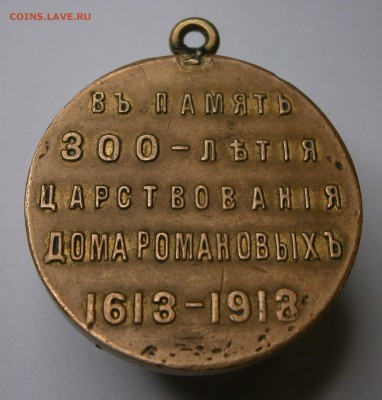 COINS.LAVE.RU
ВЪ ПАМЯТЬ
300-ЛѢТІЯ
ЦАРСТВОВАНІЯ
ДОМА РОМАНОВЫХЪ
1613-1913